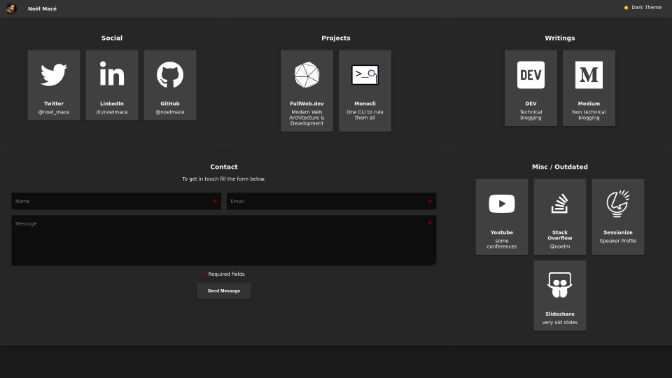 Noël Macé
Dark Theme
Social
Twitter
@noel_mace
LinkedIn
/in/noelmace
GitHub
@noelmace
Projects
FullWeb.dev
Modern Web
Architecture &
Development
>_
Monocli
One CLI to rule
them all
Writings
DEV
DEV
Technical
blogging
M
Medium
Non technical
blogging
Contact
To get in touch fill the form below.
Name *
Email *
Message *
* Required fields
Send Message
Misc / Outdated
Youtube
some
conferences
Stack
Overflow
@noelm
Sessionize
Speaker Profile
Slideshare
very old slides